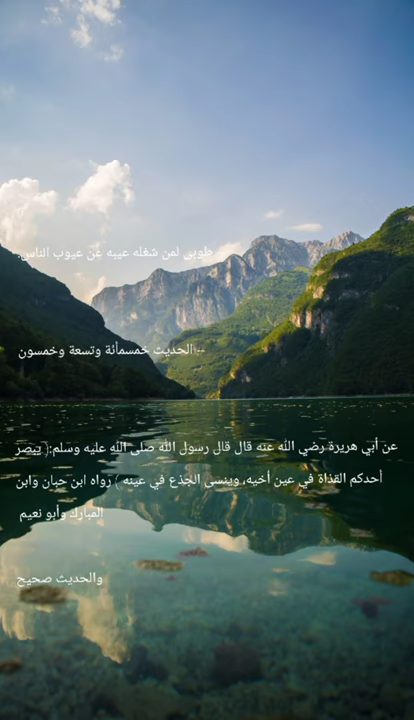 طوبى لمن شغله عيبه عن عيوب الناس.
-- الحديث خمسمأئة وتسعة وخمسون
عن أبي هريرة رضي الله عنه قال قال رسول الله صلى الله عليه وسلم:( يبصر
أحدكم القذاة في عين أخيه، وينسى الجذع في عينه ) رواه ابن حبان وابن
المبارك وأبو نعيم
والحديث صحيح